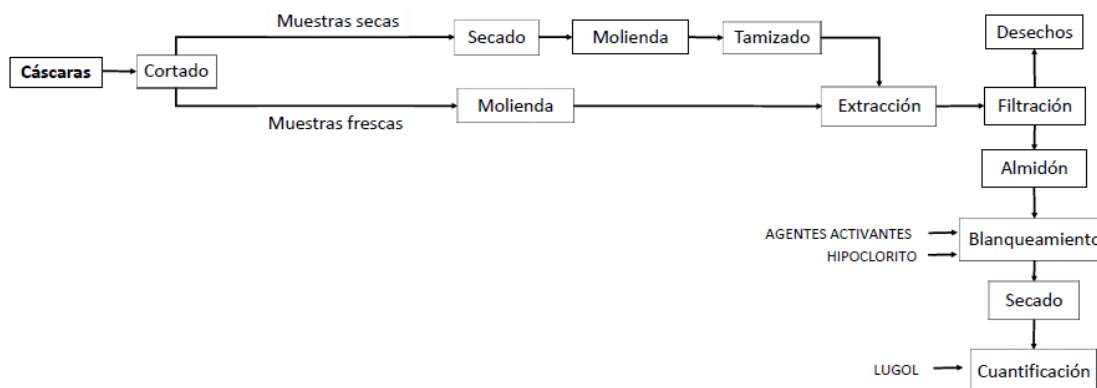 Muestras secas
Desechos
Secado
Molienda
Tamizado
Cáscaras
Cortado
Molienda
Extracción
Filtración
Muestras frescas
Almidón
AGENTES ACTIVANTES
HIPOCLORITO
Blanqueamiento
Secado
LUGOL
Cuantificación